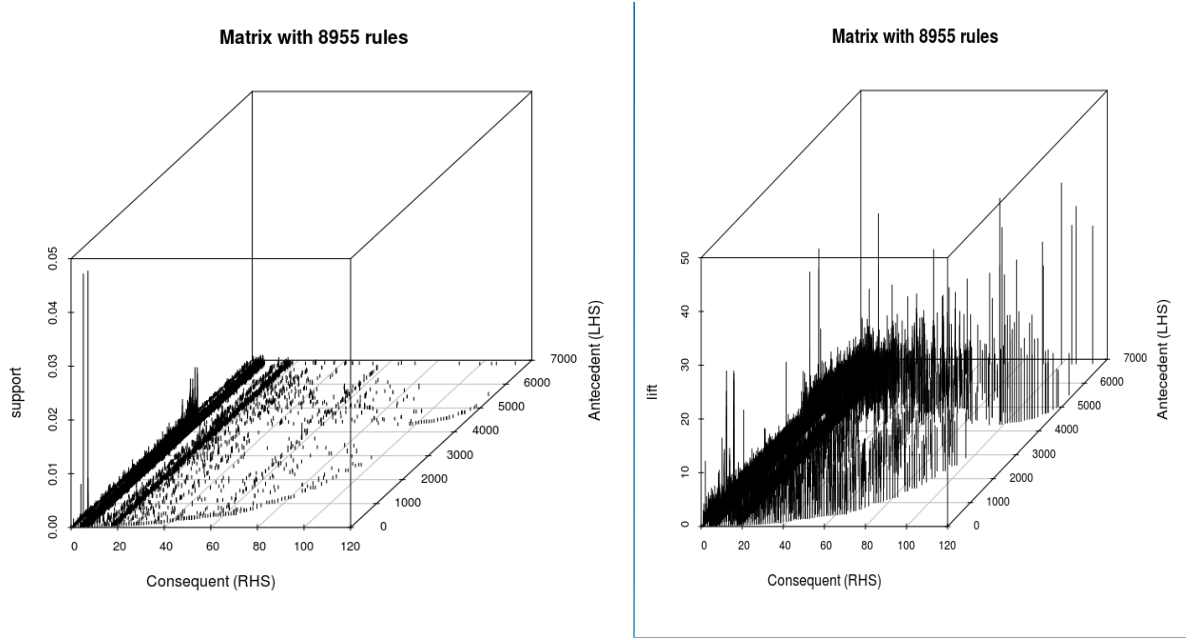 Matrix with 8955 rules
support
0.00
0.01
0.02
0.03
0.04
0.05
0 20 40 60 80 100 120
Consequent (RHS)
0
1000
2000
3000
4000
5000
6000
7000
Antecedent (LHS)
Matrix with 8955 rules
lift
0
10
20
30
40
50
0 20 40 60 80 100 120
Consequent (RHS)
0
1000
2000
3000
4000
5000
6000
7000
Antecedent (LHS)